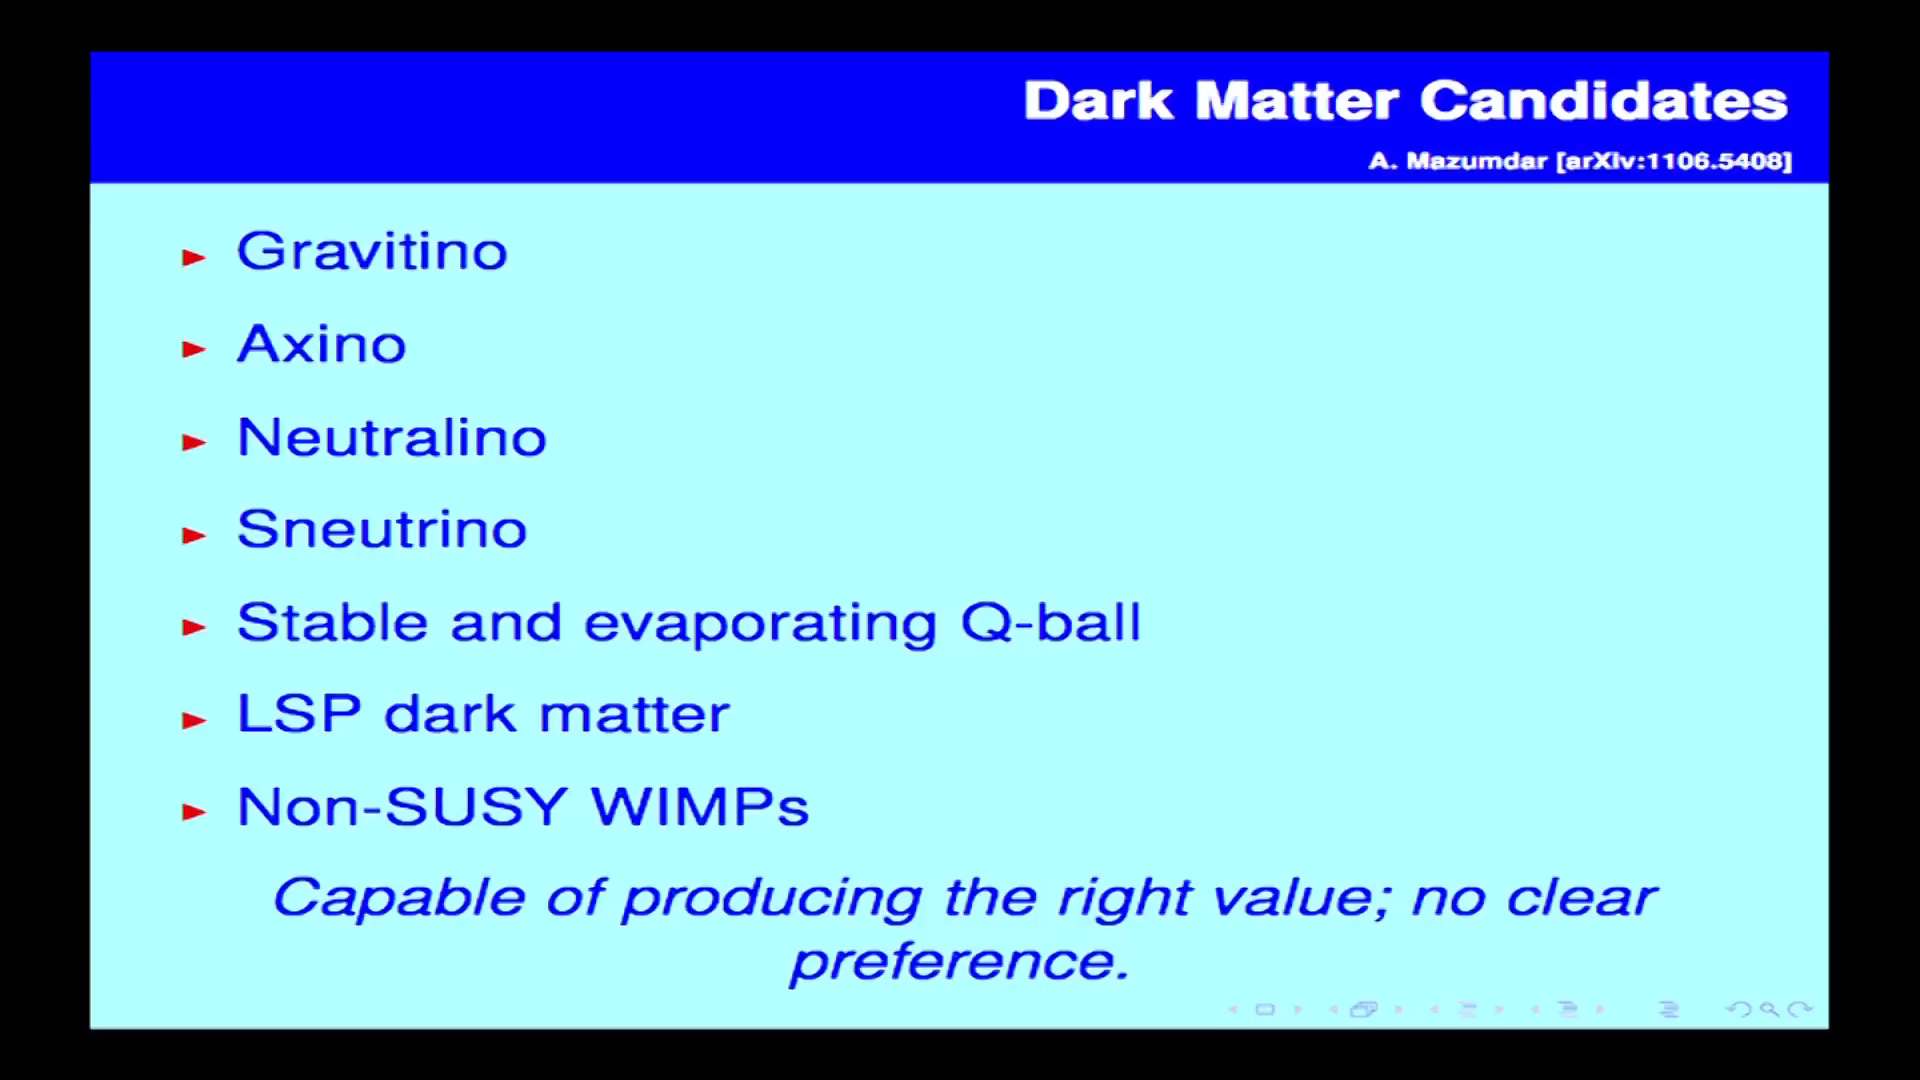 Dark Matter Candidates
A. Mazumdar [arXiv:1106.5408]
Gravitino
Axino
Neutralino
Sneutrino
Stable and evaporating Q-ball
LSP dark matter
Non-SUSY WIMPs
Capable of producing the right value; no clear
preference.